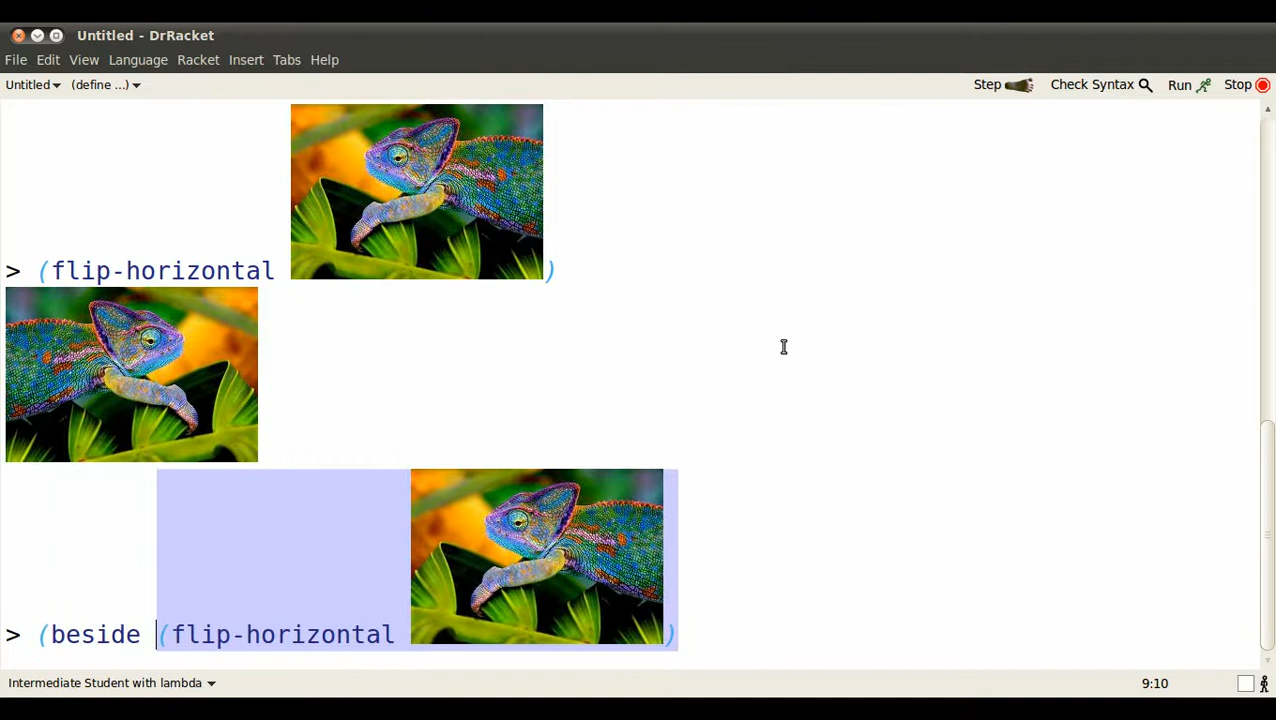 Untitled - DrRacket
File Edit View Language Racket Insert Tabs Help
Untitled (define ...) Step Check Syntax Run Stop
> (flip-horizontal )
> (beside (flip-horizontal )
Intermediate Student with lambda 9:10